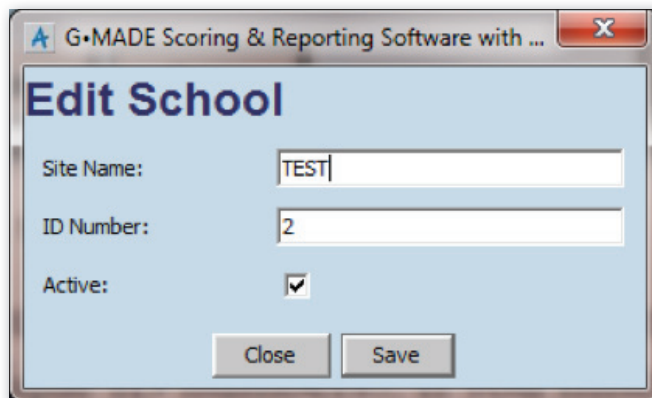 G•MADE Scoring & Reporting Software with ...
Edit School
Site Name: TEST
ID Number: 2
Active:
Close Save